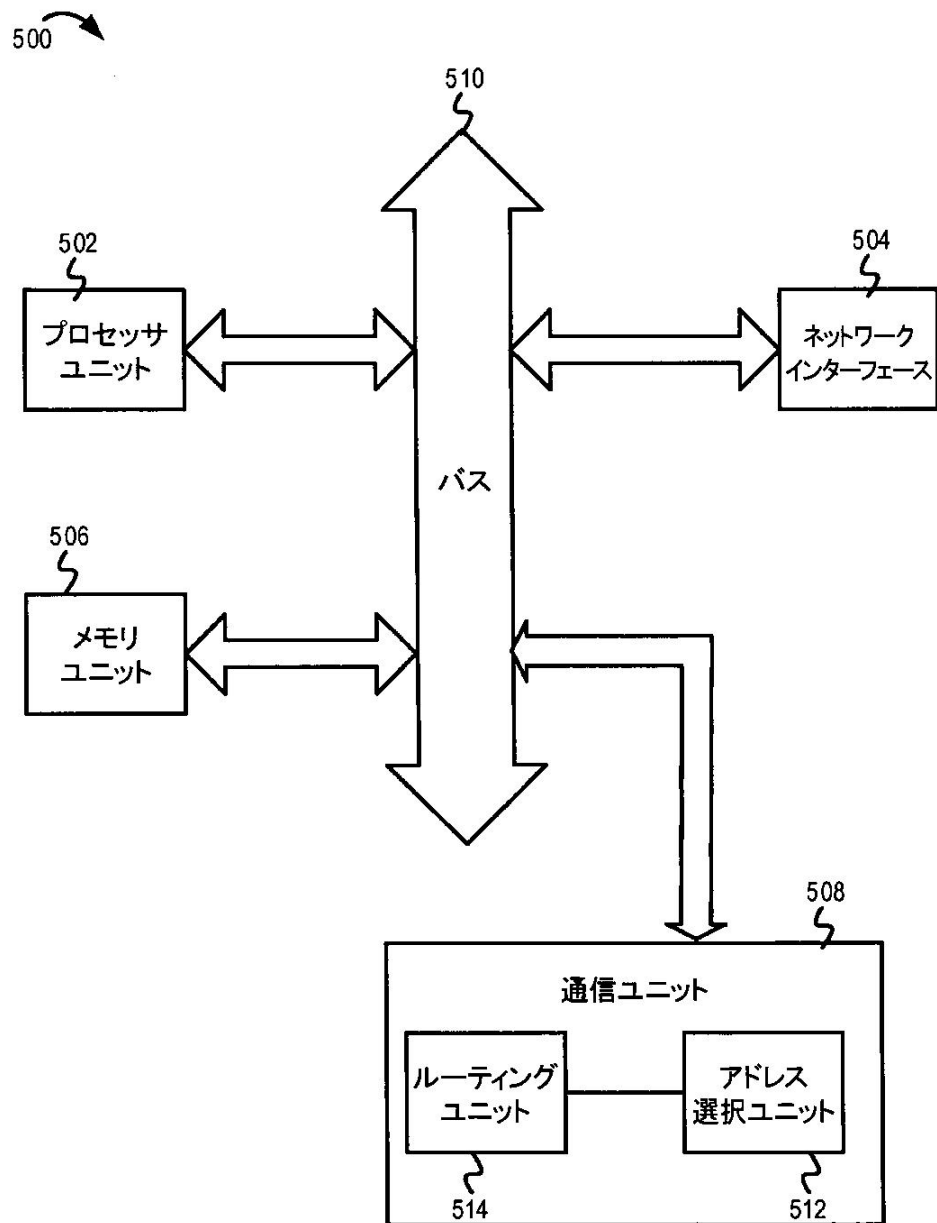 500
510
502
プロセッサ
ユニット
504
ネットワーク
インターフェース
バス
506
メモリ
ユニット
508
通信ユニット
ルーティング
ユニット
アドレス
選択ユニット
514
512